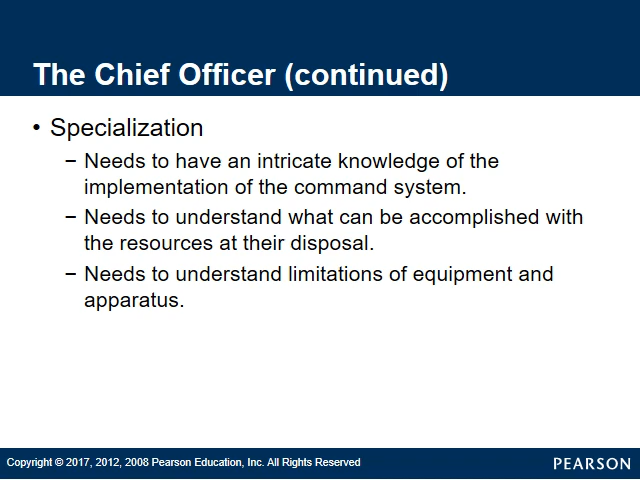 The Chief Officer (continued)
• Specialization
– Needs to have an intricate knowledge of the
implementation of the command system.
– Needs to understand what can be accomplished with
the resources at their disposal.
– Needs to understand limitations of equipment and
apparatus.
Copyright © 2017, 2012, 2008 Pearson Education, Inc. All Rights Reserved
PEARSON